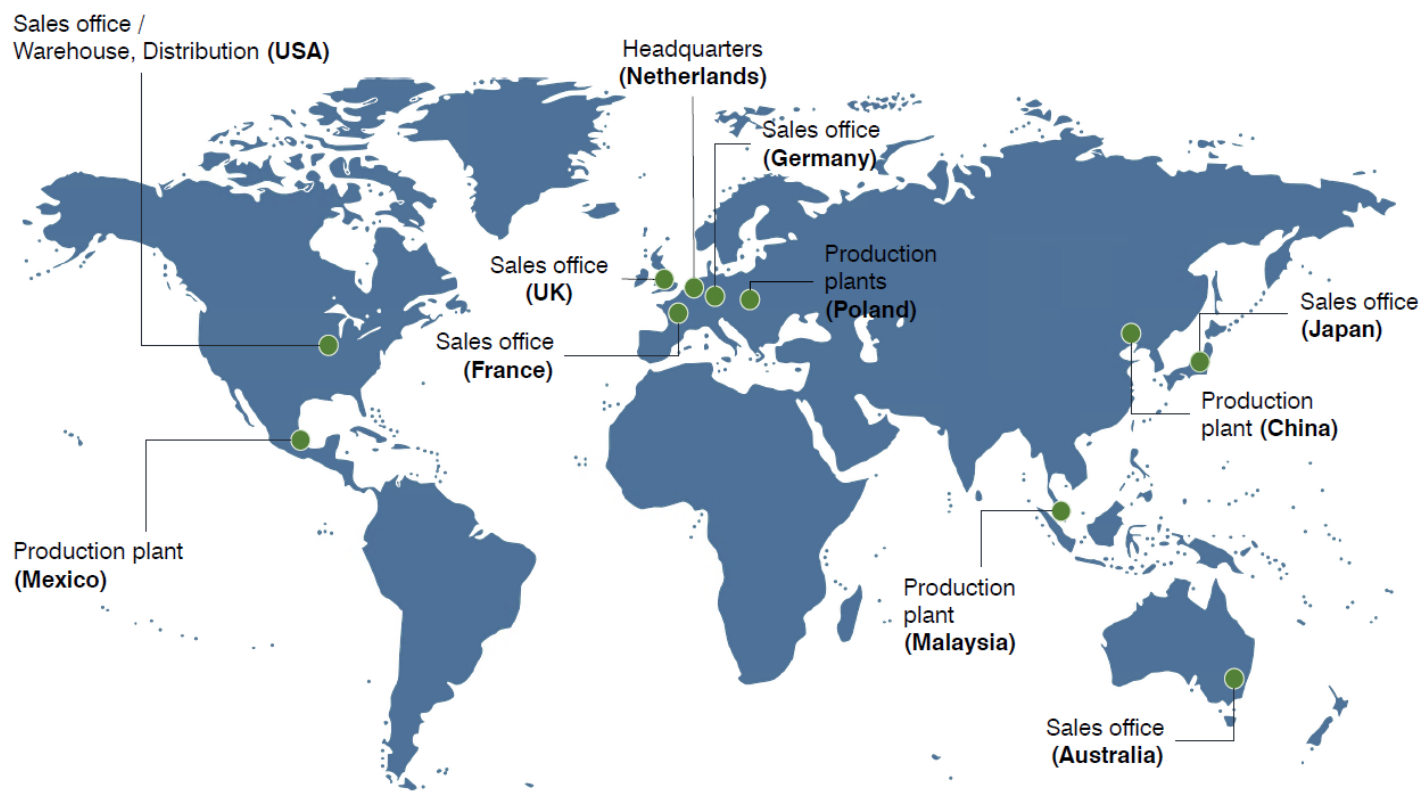 Sales office /
Warehouse, Distribution (USA)
Headquarters
(Netherlands)
Sales office
(Germany)
Production
plants
(Poland)
Sales office
(UK)
Sales office
(France)
Sales office
(Japan)
Production
plant (China)
Production plant
(Mexico)
Production
plant
(Malaysia)
Sales office
(Australia)